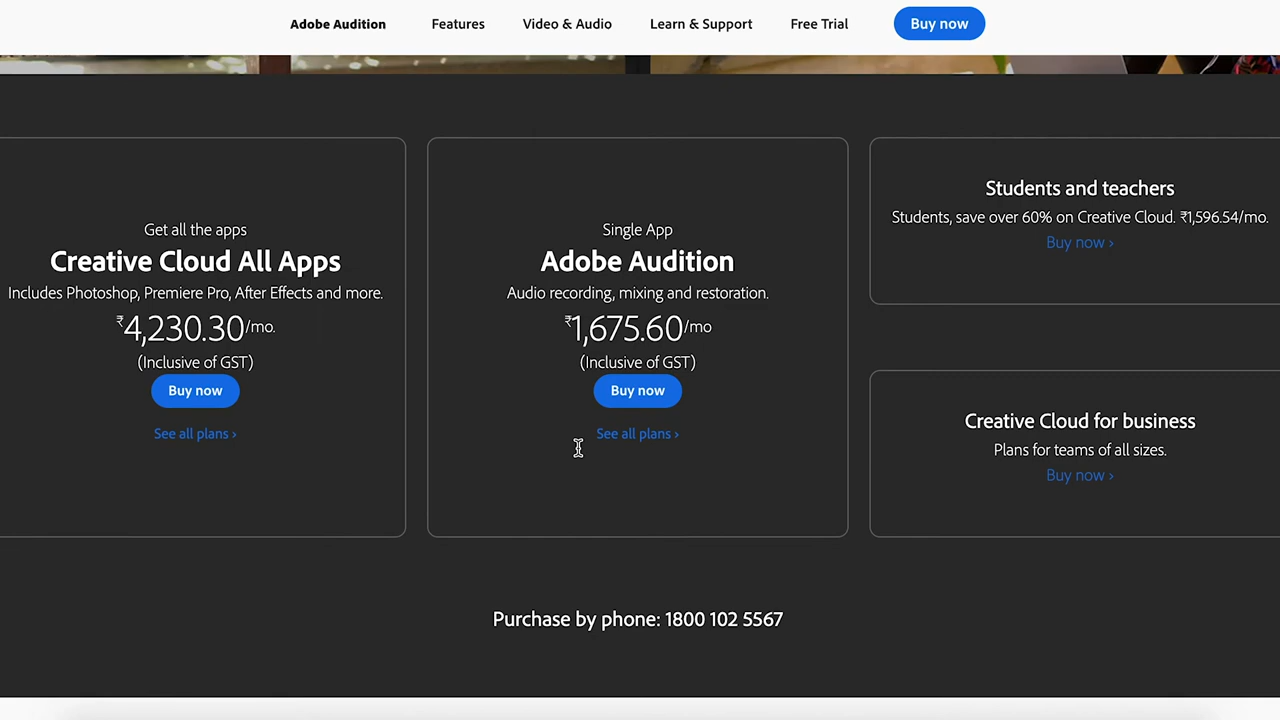 Adobe Audition
Features
Video & Audio
Learn & Support
Free Trial
Buy now
Get all the apps
Creative Cloud All Apps
Includes Photoshop, Premiere Pro, After Effects and more.
₹4,230.30/mo.
(Inclusive of GST)
Buy now
See all plans ›
Single App
Adobe Audition
Audio recording, mixing and restoration.
₹1,675.60/mo
(Inclusive of GST)
Buy now
See all plans ›
Students and teachers
Students, save over 60% on Creative Cloud. ₹1,596.54/mo.
Buy now ›
Creative Cloud for business
Plans for teams of all sizes.
Buy now ›
Purchase by phone: 1800 102 5567